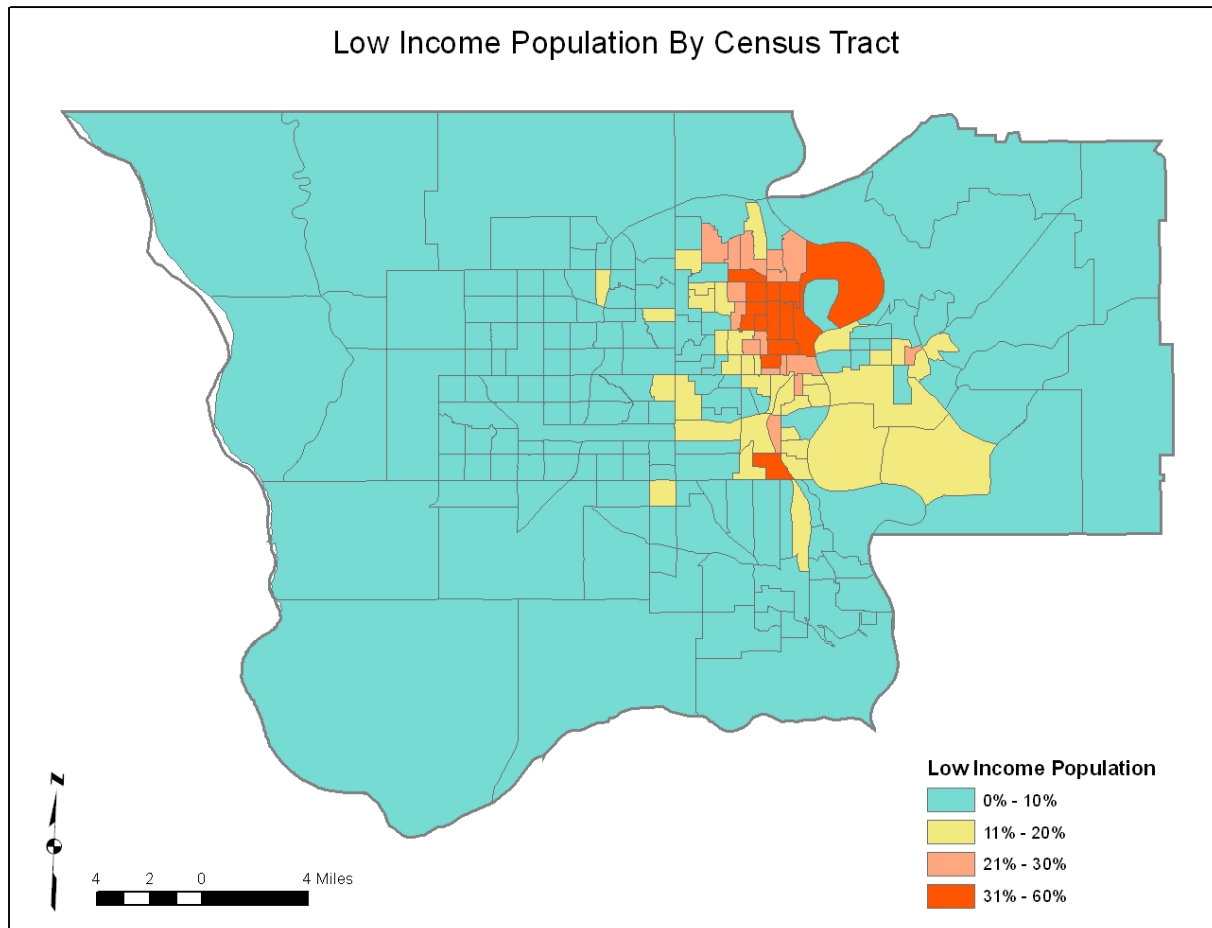 Low Income Population By Census Tract
Low Income Population
0% - 10%
11% - 20%
21% - 30%
31% - 60%
N
4 2 0 4 Miles